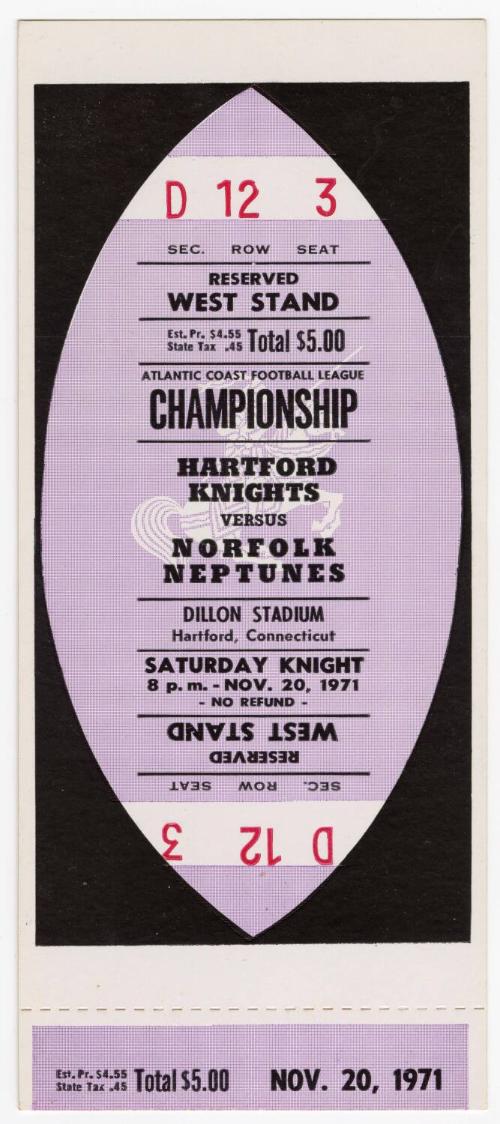 D 12 3
SEC. ROW SEAT
RESERVED
WEST STAND
Est. Pr. $4.55
State Tax .45 Total $5.00
ATLANTIC COAST FOOTBALL LEAGUE
CHAMPIONSHIP
HARTFORD
KNIGHTS
VERSUS
NORFOLK
NEPTUNES
DILLON STADIUM
Hartford, Connecticut
SATURDAY KNIGHT
8 p.m. - NOV. 20, 1971
- NO REFUND -
WEST STAND
RESERVED
SEC. ROW SEAT
D 12 3
Est. Pr. $4.55
State Tax .45 Total $5.00 NOV. 20, 1971